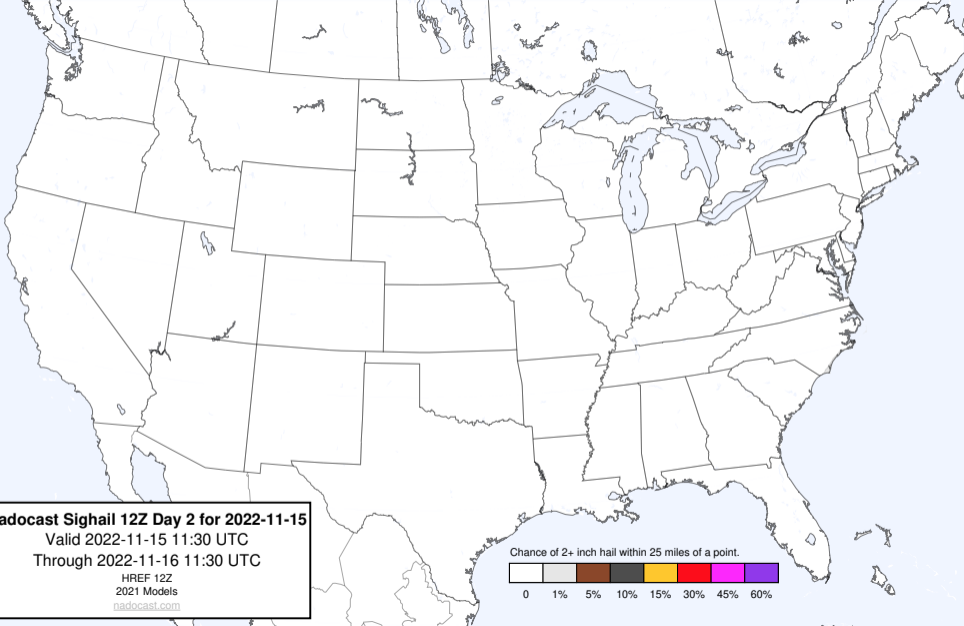 adocast Sighail 12Z Day 2 for 2022-11-15
Valid 2022-11-15 11:30 UTC
Through 2022-11-16 11:30 UTC
HREF 12Z
2021 Models
nadocast.com
Chance of 2+ inch hail within 25 miles of a point.
0 1% 5% 10% 15% 30% 45% 60%